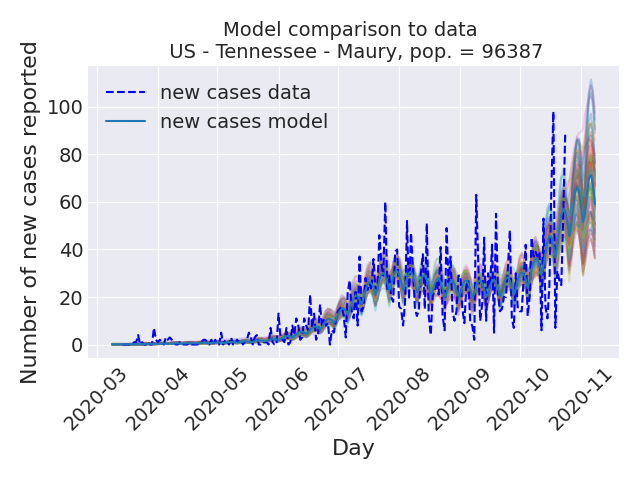 Model comparison to data
US - Tennessee - Maury, pop. = 96387
new cases data
new cases model
Number of new cases reported
100
80
60
40
20
0
2020-03
2020-04
2020-05
2020-06
2020-07
2020-08
2020-09
2020-10
2020-11
Day